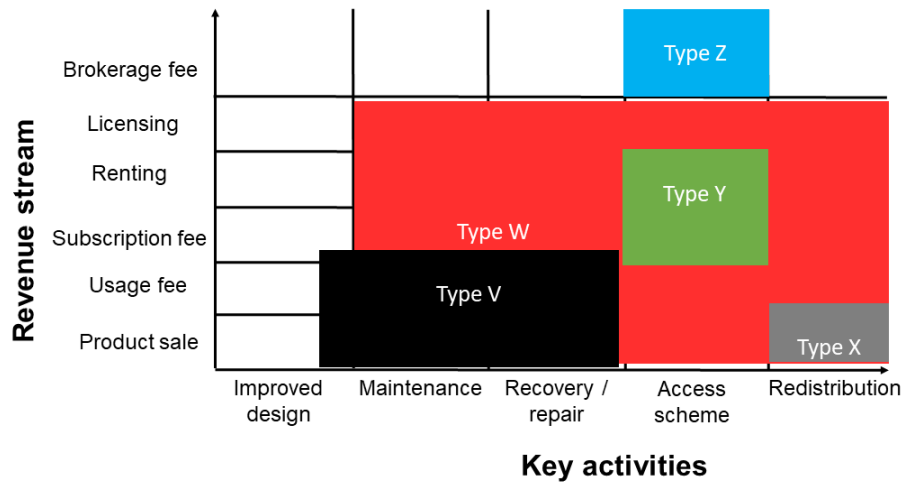 Revenue stream
Brokerage fee
Licensing
Renting
Subscription fee
Usage fee
Product sale
Type Z
Type Y
Type W
Type V
Type X
Improved
design
Maintenance
Recovery /
repair
Access
scheme
Redistribution
Key activities